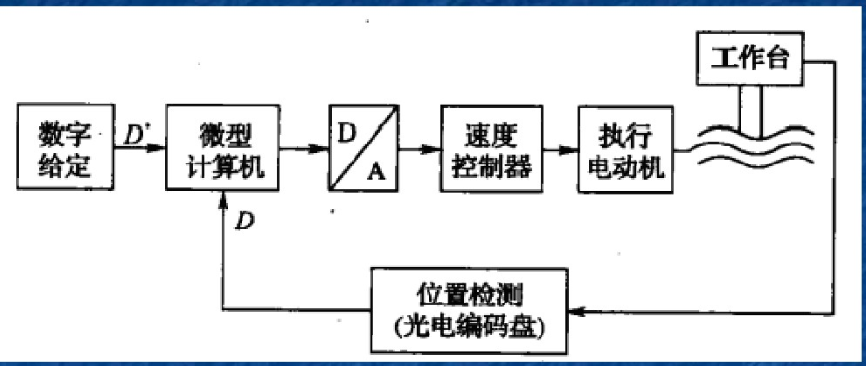 工作台
数字
给定
D*
微型
计算机
D
A
速度
控制器
执行
电动机
D
位置检测
(光电编码盘)